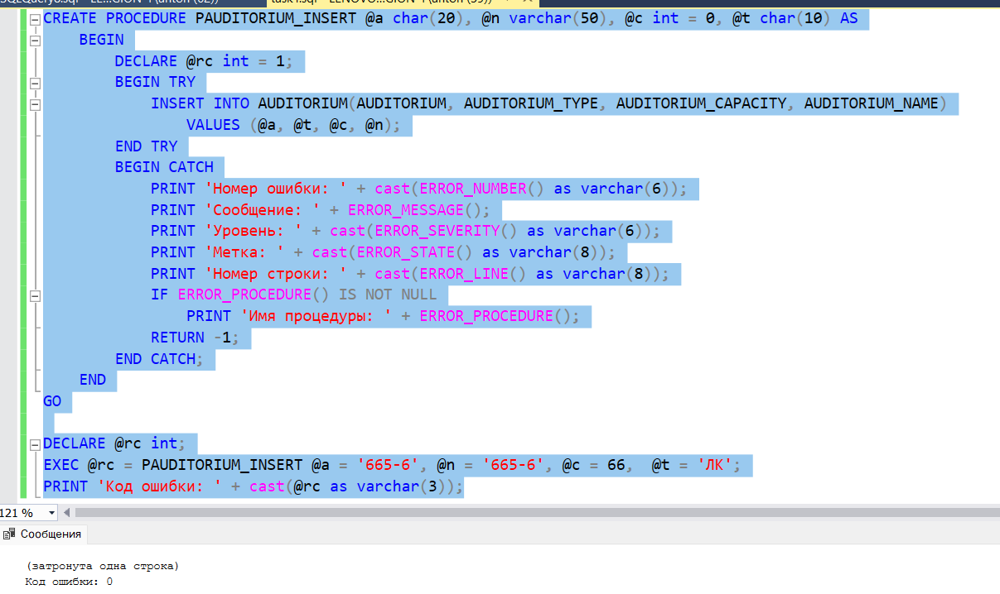 CREATE PROCEDURE PAUDITORIUM_INSERT @a char(20), @n varchar(50), @c int = 0, @t char(10) AS
BEGIN
DECLARE @rc int = 1;
BEGIN TRY
INSERT INTO AUDITORIUM(AUDITORIUM, AUDITORIUM_TYPE, AUDITORIUM_CAPACITY, AUDITORIUM_NAME)
VALUES (@a, @t, @c, @n);
END TRY
BEGIN CATCH
PRINT 'Номер ошибки: ' + cast(ERROR_NUMBER() as varchar(6));
PRINT 'Сообщение: ' + ERROR_MESSAGE();
PRINT 'Уровень: ' + cast(ERROR_SEVERITY() as varchar(6));
PRINT 'Метка: ' + cast(ERROR_STATE() as varchar(8));
PRINT 'Номер строки: ' + cast(ERROR_LINE() as varchar(8));
IF ERROR_PROCEDURE() IS NOT NULL
PRINT 'Имя процедуры: ' + ERROR_PROCEDURE();
RETURN -1;
END CATCH;
END
GO
DECLARE @rc int;
EXEC @rc = PAUDITORIUM_INSERT @a = '665-6', @n = '665-6', @c = 66, @t = 'ЛК';
PRINT 'Код ошибки: ' + cast(@rc as varchar(3));
121 %
Сообщения
(затронута одна строка)
Код ошибки: 0